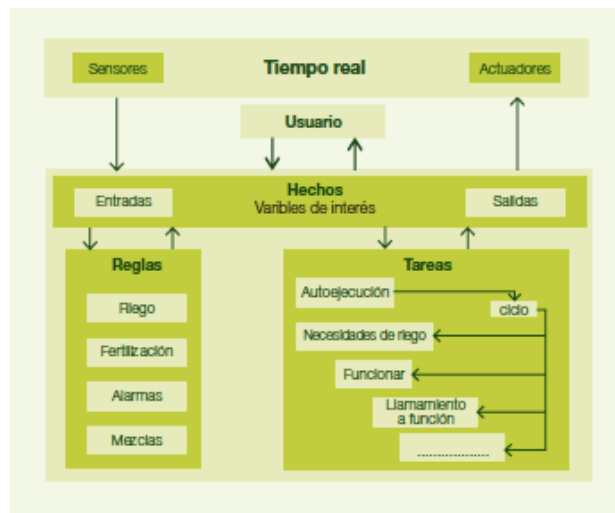 Sensores
Tiempo real
Actuadores
Usuario
Hechos
Entradas
Varibles de interés
Salidas
Reglas
Riego
Fertilización
Alarmas
Mezclas
Tareas
Autoejecución
ciclo
Necesidades de riego
Funcionar
Llamamiento
a función
...................